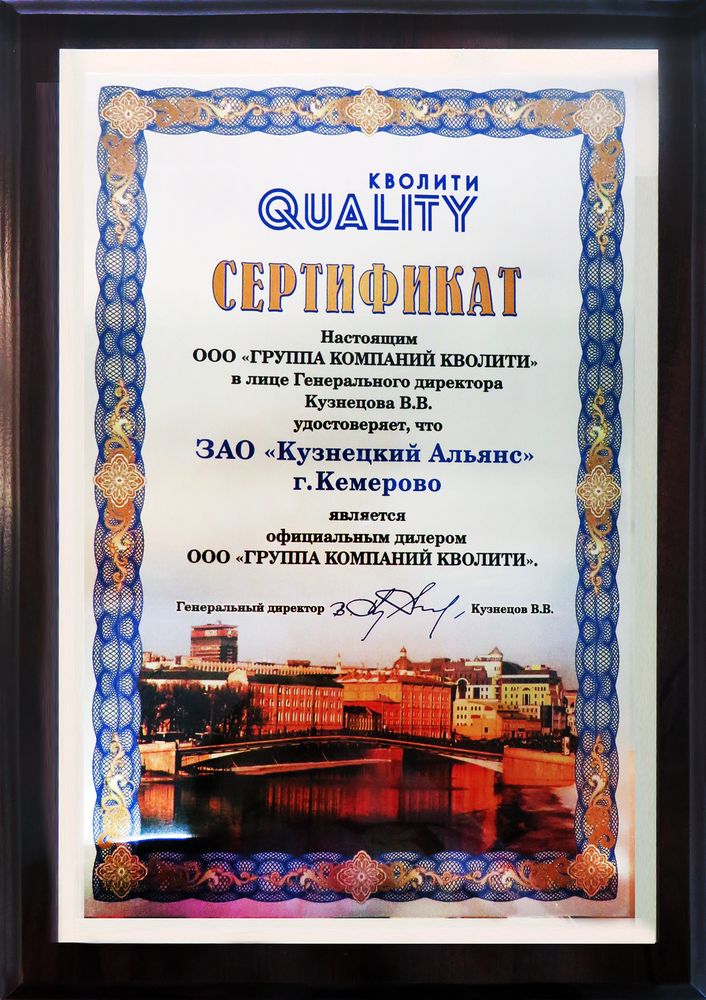 КВОЛИТИ
QUALITY
СЕРТИФИКАТ
Настоящим
ООО «ГРУППА КОМПАНИЙ КВОЛИТИ»
в лице Генерального директора
Кузнецова В.В.
удостоверяет, что
ЗАО «Кузнецкий Альянс»
г.Кемерово
является
официальным дилером
ООО «ГРУППА КОМПАНИЙ КВОЛИТИ».
Генеральный директор Кузнецов В.В.